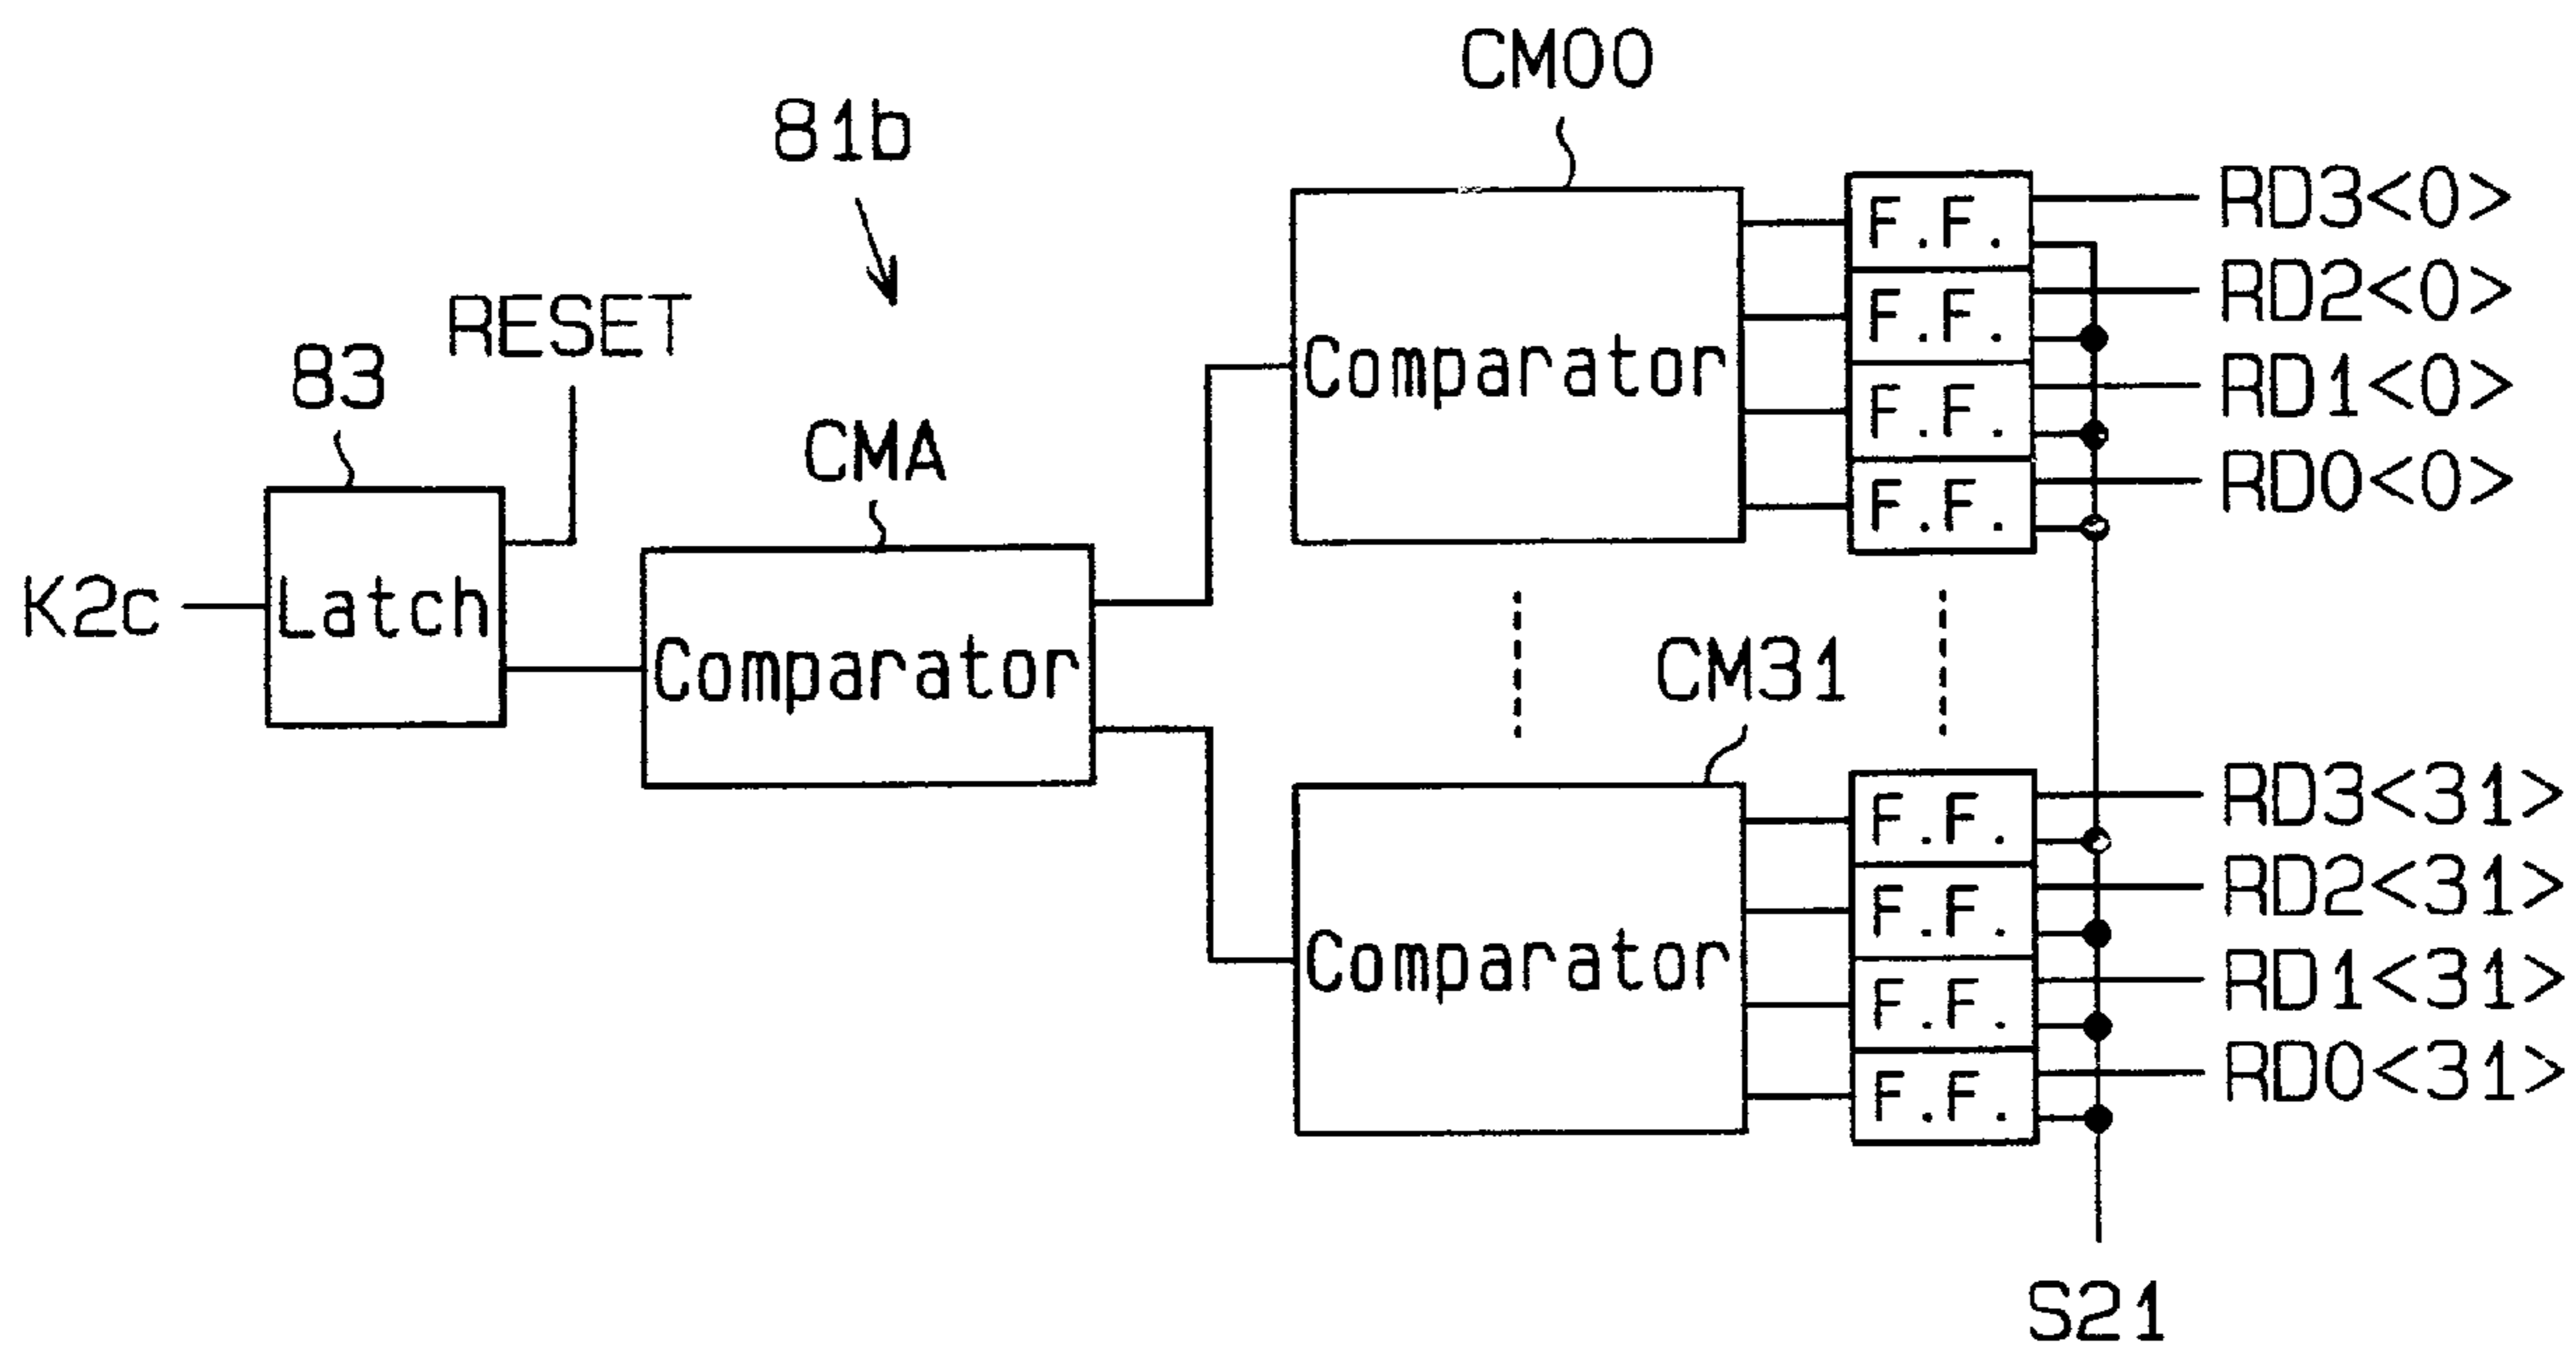 CM00
81b
RD3<0>
F.F.
RD2<0>
F.F.
RESET
83
Comparator
RD1<0>
F.F.
CMA
RD0<0>
F.F.
K2c
Latch
Comparator
CM31
RD3<31>
F.F.
RD2<31>
F.F.
Comparator
RD1<31>
F.F.
RD0<31>
F.F.
S21